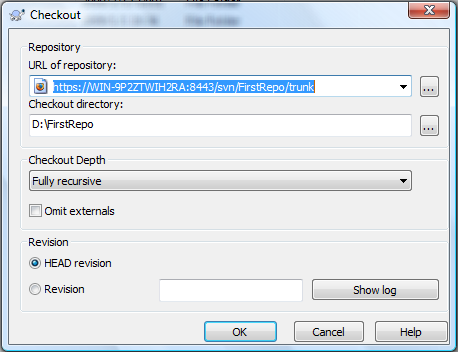 Checkout
Repository
URL of repository:
https://WIN-9P2ZTWIH2RA:8443/svn/FirstRepo/trunk
...
Checkout directory:
D:\FirstRepo
...
Checkout Depth
Fully recursive
Omit externals
Revision
HEAD revision
Revision
Show log
OK Cancel Help